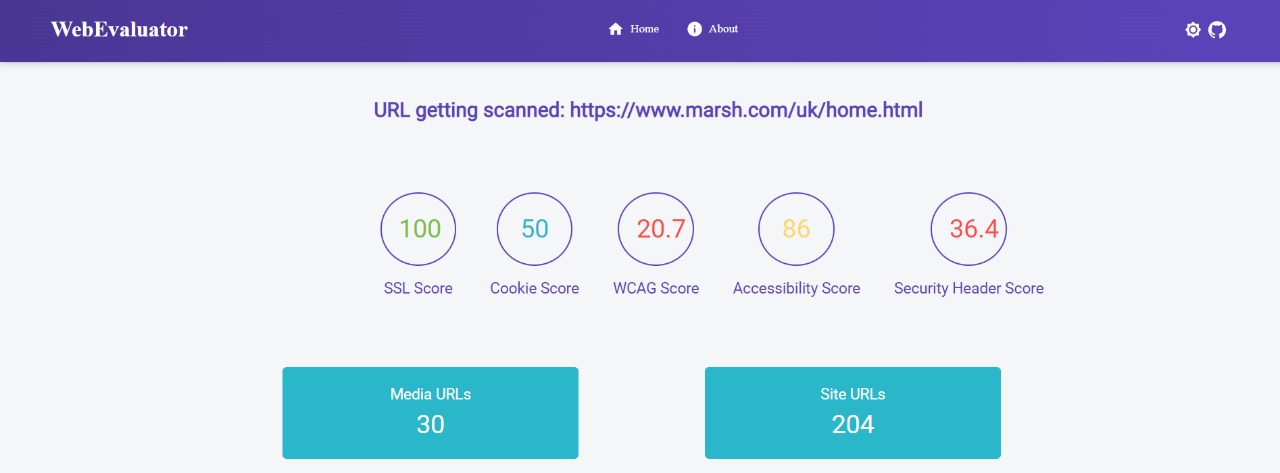 WebEvaluator
Home
About
URL getting scanned: https://www.marsh.com/uk/home.html
100
50
20.7
86
36.4
SSL Score
Cookie Score
WCAG Score
Accessibility Score
Security Header Score
Media URLs
30
Site URLs
204